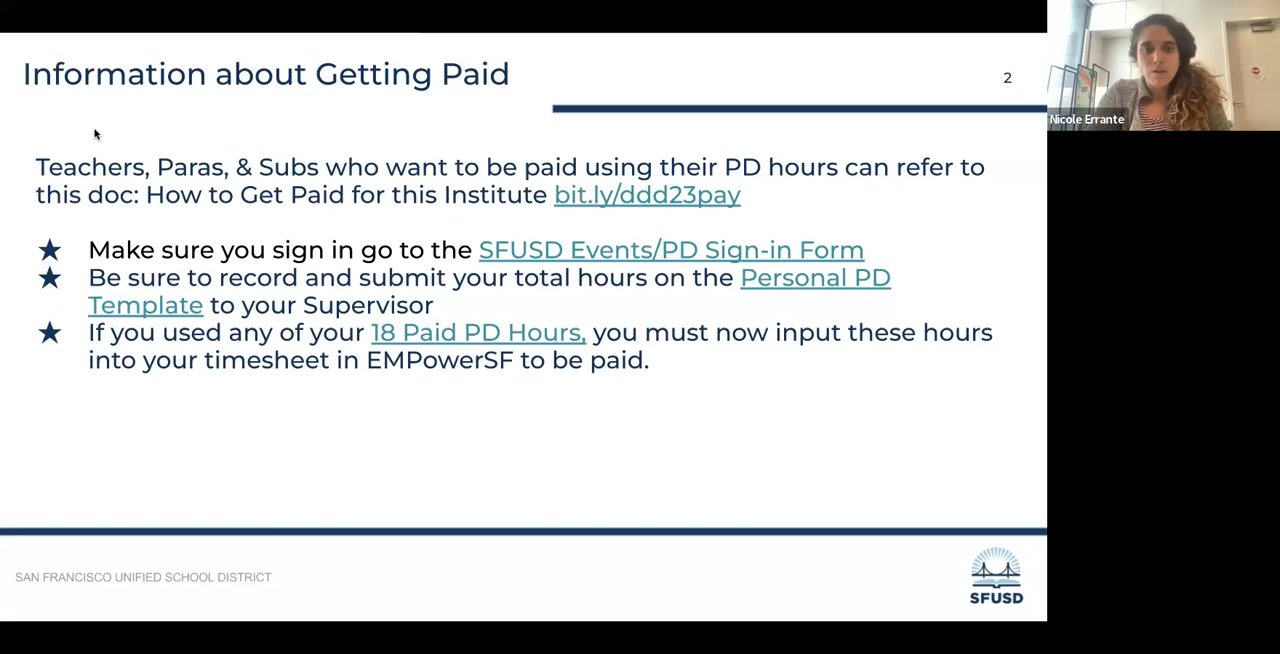 Information about Getting Paid
2
Nicole Errante
Teachers, Paras, & Subs who want to be paid using their PD hours can refer to
this doc: How to Get Paid for this Institute bit.ly/ddd23pay
★ Make sure you sign in go to the SFUSD Events/PD Sign-in Form
★ Be sure to record and submit your total hours on the Personal PD
Template to your Supervisor
★ If you used any of your 18 Paid PD Hours, you must now input these hours
into your timesheet in EMPowerSF to be paid.
SAN FRANCISCO UNIFIED SCHOOL DISTRICT
SFUSD